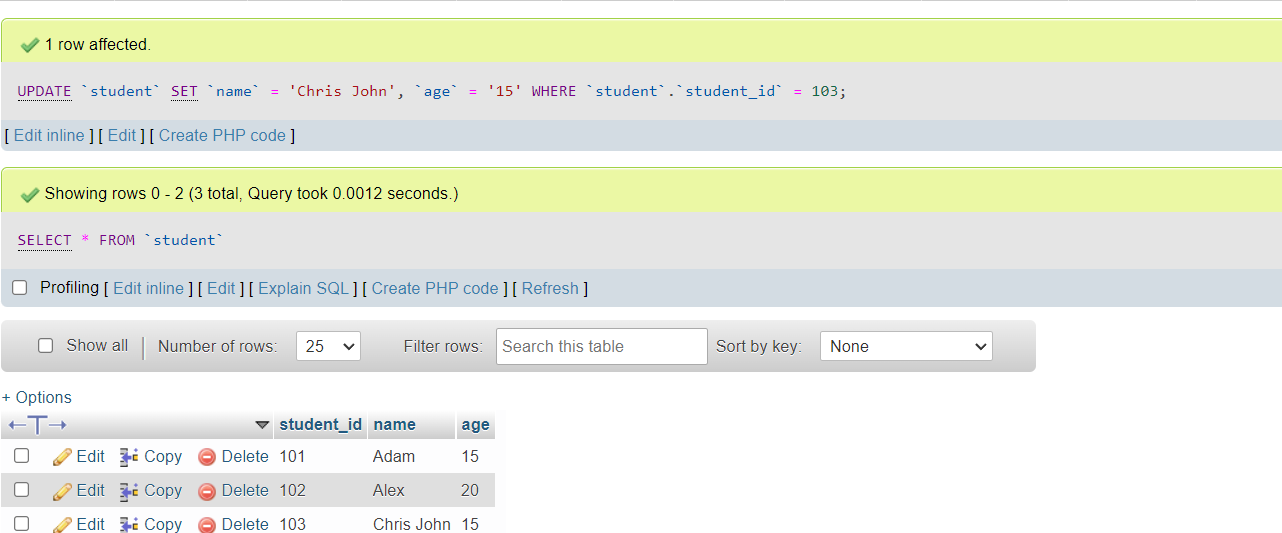 1 row affected.
UPDATE `student` SET `name` = 'Chris John', `age` = '15' WHERE `student`.`student_id` = 103;
[ Edit inline ] [ Edit ] [ Create PHP code ]
Showing rows 0 - 2 (3 total, Query took 0.0012 seconds.)
SELECT * FROM `student`
Profiling [ Edit inline ] [ Edit ] [ Explain SQL ] [ Create PHP code ] [ Refresh ]
Show all Number of rows: 25 Filter rows: Search this table Sort by key: None
+ Options
student_id name age
Edit Copy Delete 101 Adam 15
Edit Copy Delete 102 Alex 20
Edit Copy Delete 103 Chris John 15